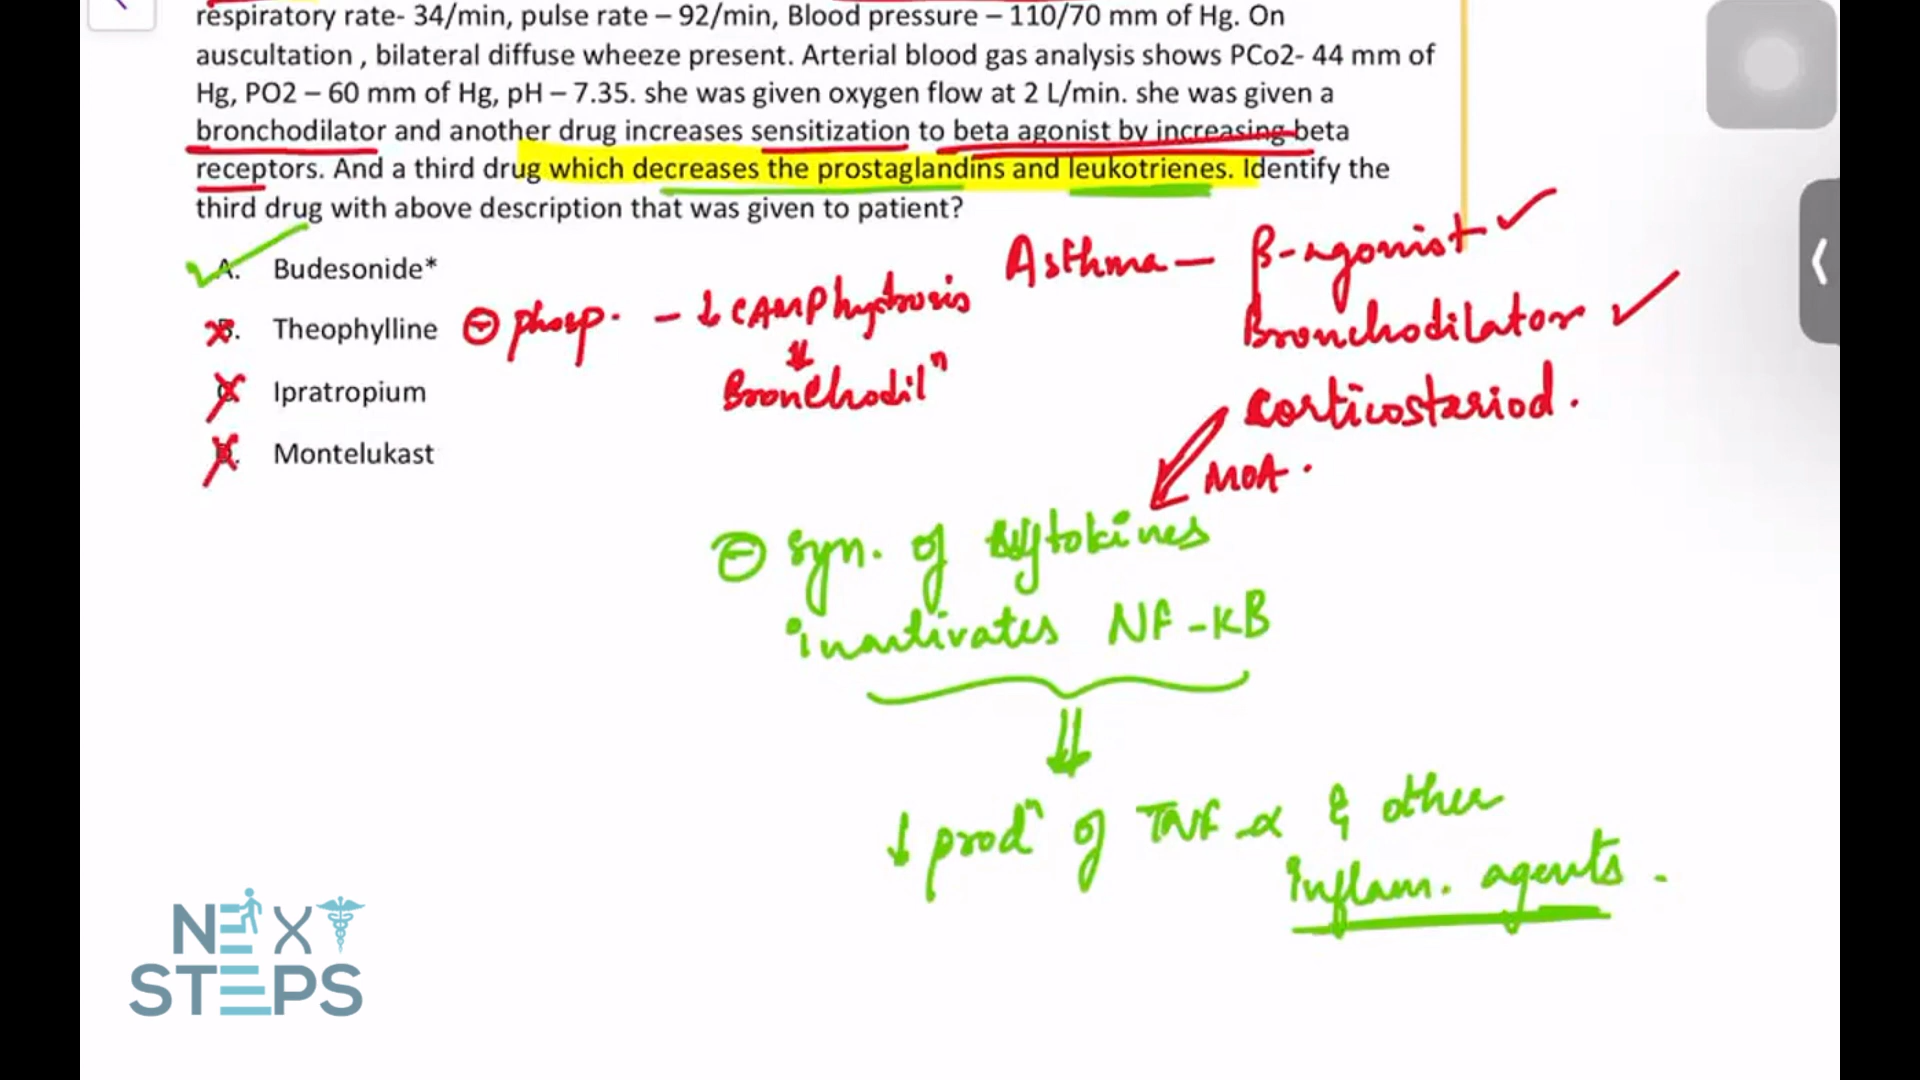 respiratory rate- 34/min, pulse rate – 92/min, Blood pressure – 110/70 mm of Hg. On
auscultation , bilateral diffuse wheeze present. Arterial blood gas analysis shows PCo2- 44 mm of
Hg, PO2 – 60 mm of Hg, pH – 7.35. she was given oxygen flow at 2 L/min. she was given a
bronchodilator and another drug increases sensitization to beta agonist by increasing beta
receptors. And a third drug which decreases the prostaglandins and leukotrienes. Identify the
third drug with above description that was given to patient?
A. Budesonide*
B. Theophylline
C. Ipratropium
D. Montelukast
Asthma — β-agonist
Bronchodilator
Corticostariod.
⊖ phosp. - ↓ CAMP hydrosis
Bronchodilⁿ
MOA.
⊖ syn. of cytokines
inactivates NF-KB
↓ prodⁿ of TNF-α & other
inflam. agents.
NEXT
STEPS